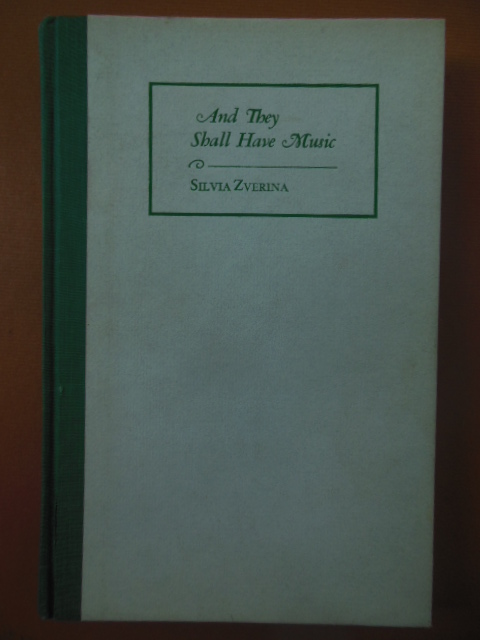 And They
Shall Have Music
SILVIA ZVERINA